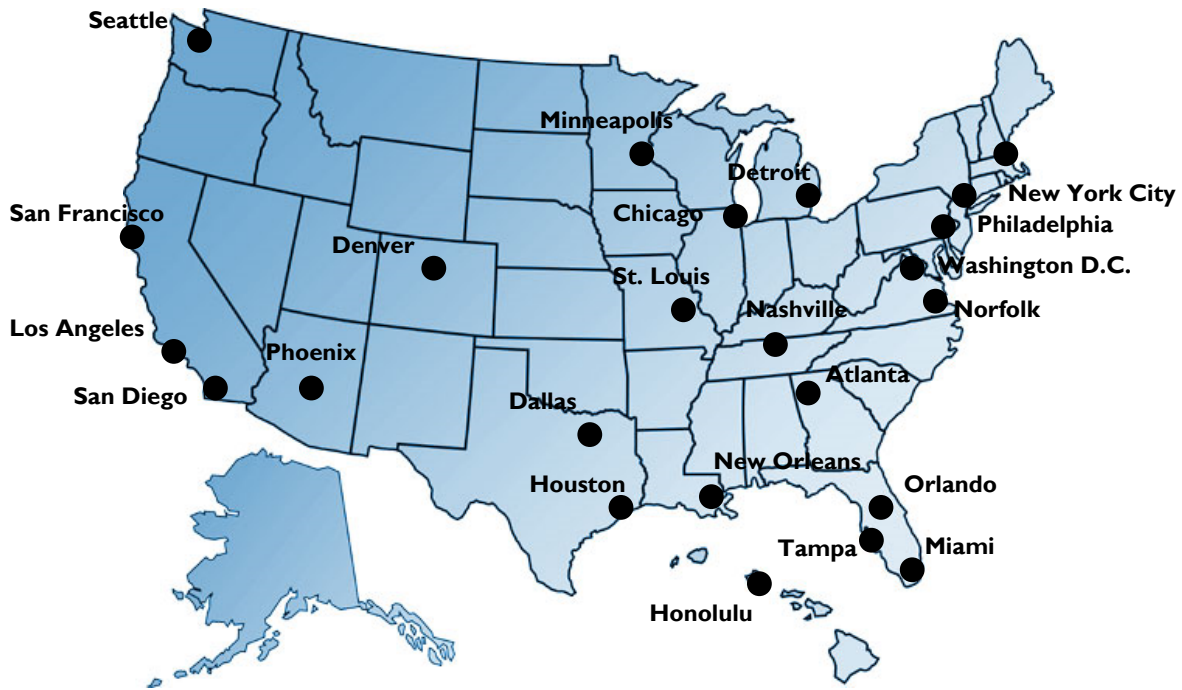 Seattle
Minneapolis
Detroit
New York City
San Francisco
Chicago
Philadelphia
Denver
Washington D.C.
St. Louis
Nashville
Norfolk
Los Angeles
Phoenix
Atlanta
San Diego
Dallas
New Orleans
Houston
Orlando
Tampa
Miami
Honolulu